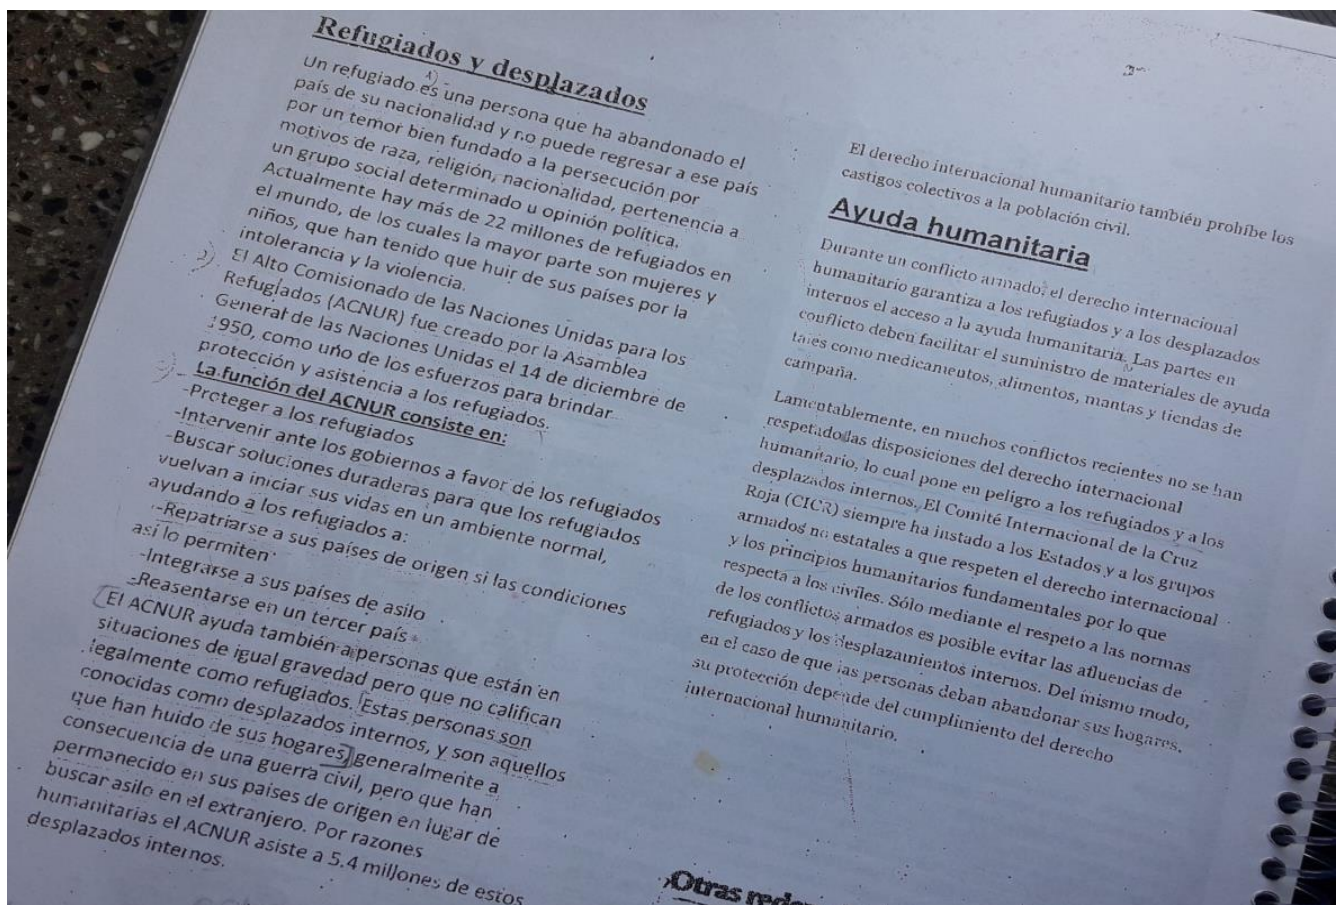 Refugiados y desplazados
1)
Un refugiado es una persona que ha abandonado el
país de su nacionalidad y no puede regresar a ese país
por un temor bien fundado a la persecución por
motivos de raza, religión, nacionalidad, pertenencia a
un grupo social determinado u opinión política.
Actualmente hay más de 22 millones de refugiados en
el mundo, de los cuales la mayor parte son mujeres y
niños, que han tenido que huir de sus países por la
intolerancia y la violencia.
2) El Alto Comisionado de las Naciones Unidas para los
Refugiados (ACNUR) fue creado por la Asamblea
General de las Naciones Unidas el 14 de diciembre de
1950, como uno de los esfuerzos para brindar
protección y asistencia a los refugiados.
3) La función del ACNUR consiste en:
-Proteger a los refugiados
-Intervenir ante los gobiernos a favor de los refugiados
-Buscar soluciones duraderas para que los refugiados
vuelvan a iniciar sus vidas en un ambiente normal,
ayudando a los refugiados a:
-Repatriarse a sus países de origen si las condiciones
así lo permiten
-Integrarse a sus países de asilo
-Reasentarse en un tercer país
El ACNUR ayuda también a personas que están en
situaciones de igual gravedad pero que no califican
legalmente como refugiados. Estas personas son
conocidas como desplazados internos, y son aquellos
que han huido de sus hogares, generalmente a
consecuencia de una guerra civil, pero que han
permanecido en sus países de origen en lugar de
buscar asilo en el extranjero. Por razones
humanitarias el ACNUR asiste a 5.4 millones de estos
desplazados internos.
El derecho internacional humanitario también prohíbe los
castigos colectivos a la población civil.
Ayuda humanitaria
Durante un conflicto armado, el derecho internacional
humanitario garantiza a los refugiados y a los desplazados
internos el acceso a la ayuda humanitaria. Las partes en
conflicto deben facilitar el suministro de materiales de ayuda
tales como medicamentos, alimentos, mantas y tiendas de
campaña.
Lamentablemente, en muchos conflictos recientes no se han
respetado las disposiciones del derecho internacional
humanitario, lo cual pone en peligro a los refugiados y a los
desplazados internos. El Comité Internacional de la Cruz
Roja (CICR) siempre ha instado a los Estados y a los grupos
armados no estatales a que respeten el derecho internacional
y los principios humanitarios fundamentales por lo que
respecta a los civiles. Sólo mediante el respeto a las normas
de los conflictos armados es posible evitar las afluencias de
refugiados y los desplazamientos internos. Del mismo modo,
en el caso de que las personas deban abandonar sus hogares,
su protección depende del cumplimiento del derecho
internacional humanitario.
Otras